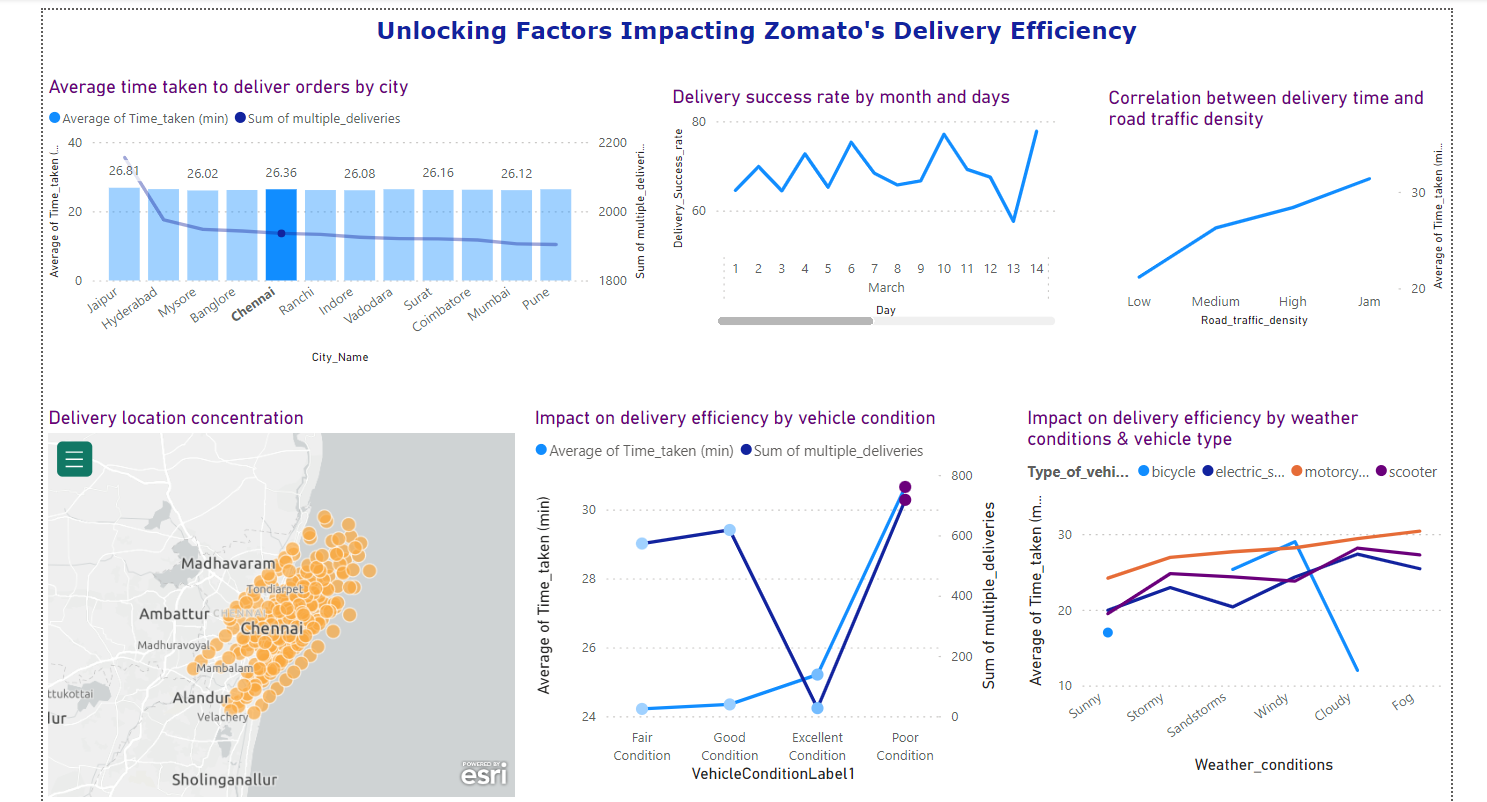 Unlocking Factors Impacting Zomato's Delivery Efficiency
Average time taken to deliver orders by city
Average of Time_taken (min) Sum of multiple_deliveries
Average of Time_taken (...
40
20
0
26.81
26.02
26.36
26.08
26.16
26.12
2200
2000
1800
Sum of multiple_deliveri...
Jaipur
Hyderabad
Mysore
Banglore
Chennai
Ranchi
Indore
Vadodara
Surat
Coimbatore
Mumbai
Pune
City_Name
Delivery success rate by month and days
Delivery_Success_rate
80
60
1 2 3 4 5 6 7 8 9 10 11 12 13 14
March
Day
Correlation between delivery time and
road traffic density
30
20
Average of Time_taken (mi...
Low Medium High Jam
Road_traffic_density
Delivery location concentration
Madhavaram
Tondiarpet
Ambattur
CHENNAI
Chennai
Madhuravoyal
Mambalam
ttukottai
Alandur
lur
Velachery
Sholinganallur
POWERED BY
esri
Impact on delivery efficiency by vehicle condition
Average of Time_taken (min) Sum of multiple_deliveries
Average of Time_taken (min)
30
28
26
24
800
600
400
200
0
Sum of multiple_deliveries
Fair Good Excellent Poor
Condition Condition Condition Condition
VehicleConditionLabel1
Impact on delivery efficiency by weather
conditions & vehicle type
Type_of_vehi... bicycle electric_s... motorcy... scooter
Average of Time_taken (m...
30
20
10
Sunny
Stormy
Sandstorms
Windy
Cloudy
Fog
Weather_conditions